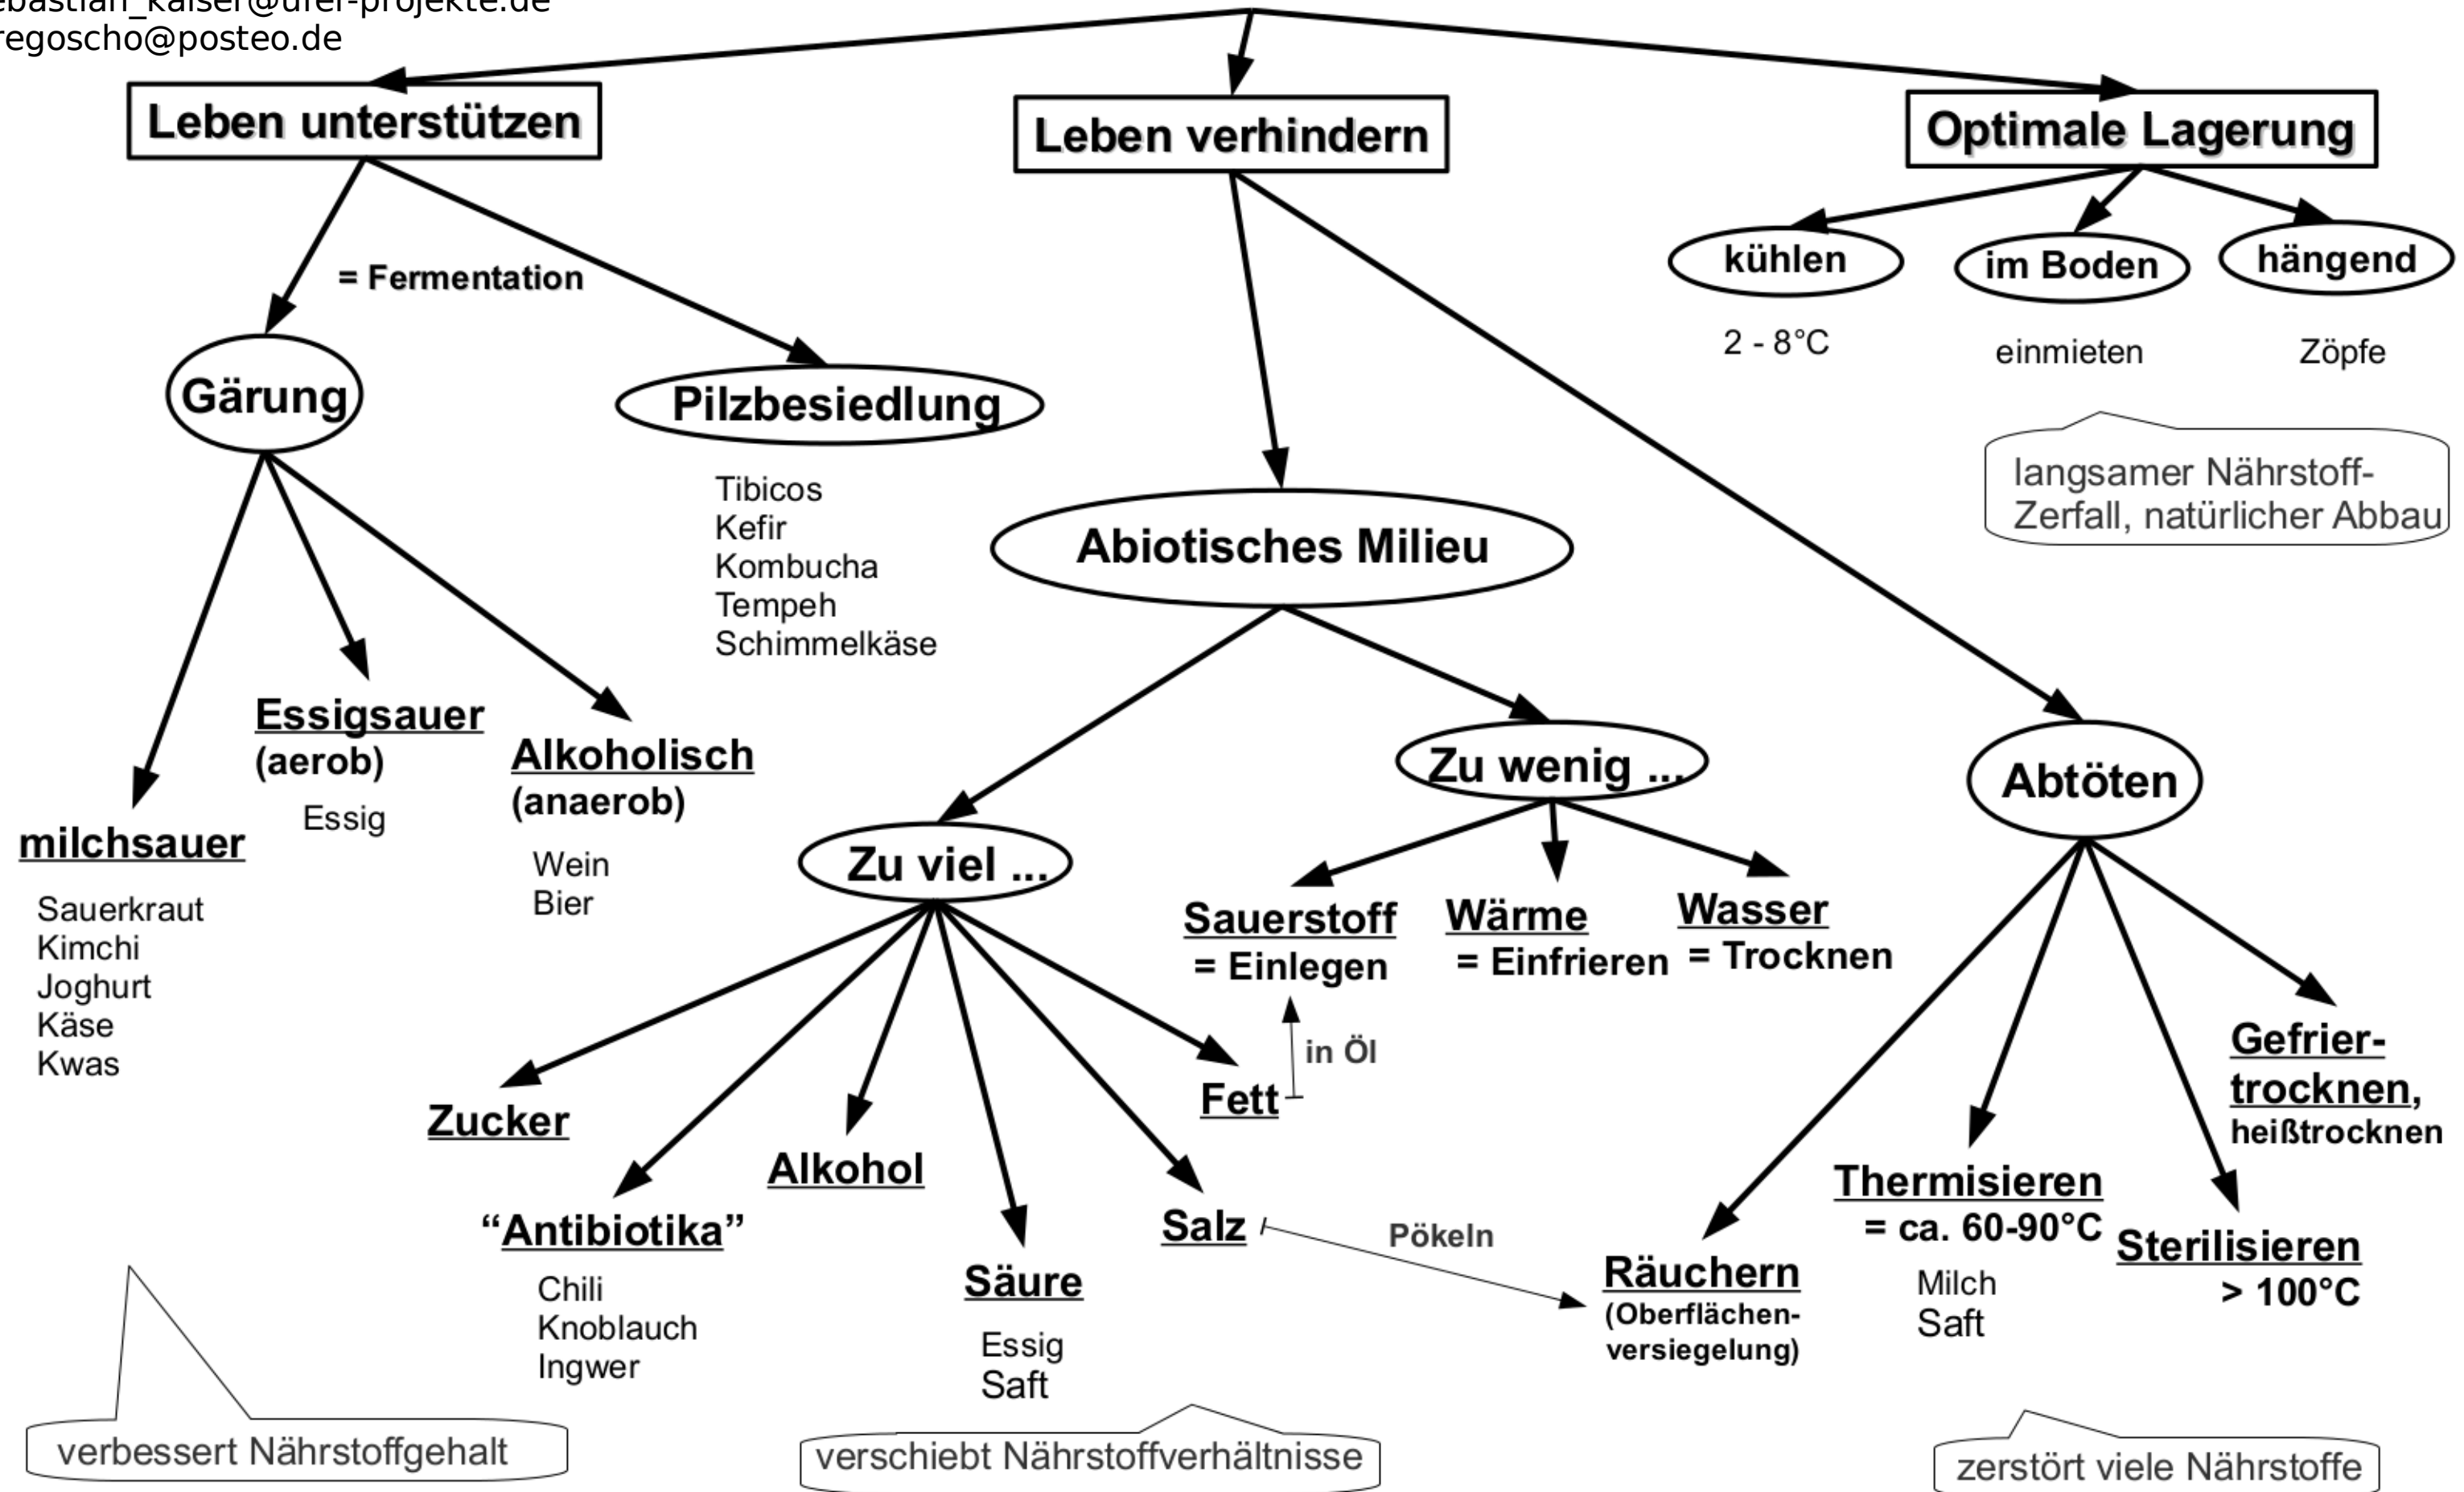 regoscho@posteo.de
Leben unterstützen
Leben verhindern
Optimale Lagerung
= Fermentation
kühlen
im Boden
hängend
2 - 8°C
einmieten
Zöpfe
langsamer Nährstoff-
Zerfall, natürlicher Abbau
Gärung
Pilzbesiedlung
Tibicos
Kefir
Kombucha
Tempeh
Schimmelkäse
Abiotisches Milieu
milchsauer
Sauerkraut
Kimchi
Joghurt
Käse
Kwas
Essigsauer
(aerob)
Essig
Alkoholisch
(anaerob)
Wein
Bier
Zu viel ...
Zu wenig ...
Abtöten
Sauerstoff
= Einlegen
Wärme
= Einfrieren
Wasser
= Trocknen
in Öl
Zucker
“Antibiotika”
Chili
Knoblauch
Ingwer
Alkohol
Säure
Essig
Saft
Salz
Fett
Pökeln
Räuchern
(Oberflächen-
versiegelung)
Thermisieren
= ca. 60-90°C
Milch
Saft
Sterilisieren
> 100°C
Gefrier-
trocknen,
heißtrocknen
verbessert Nährstoffgehalt
verschiebt Nährstoffverhältnisse
zerstört viele Nährstoffe